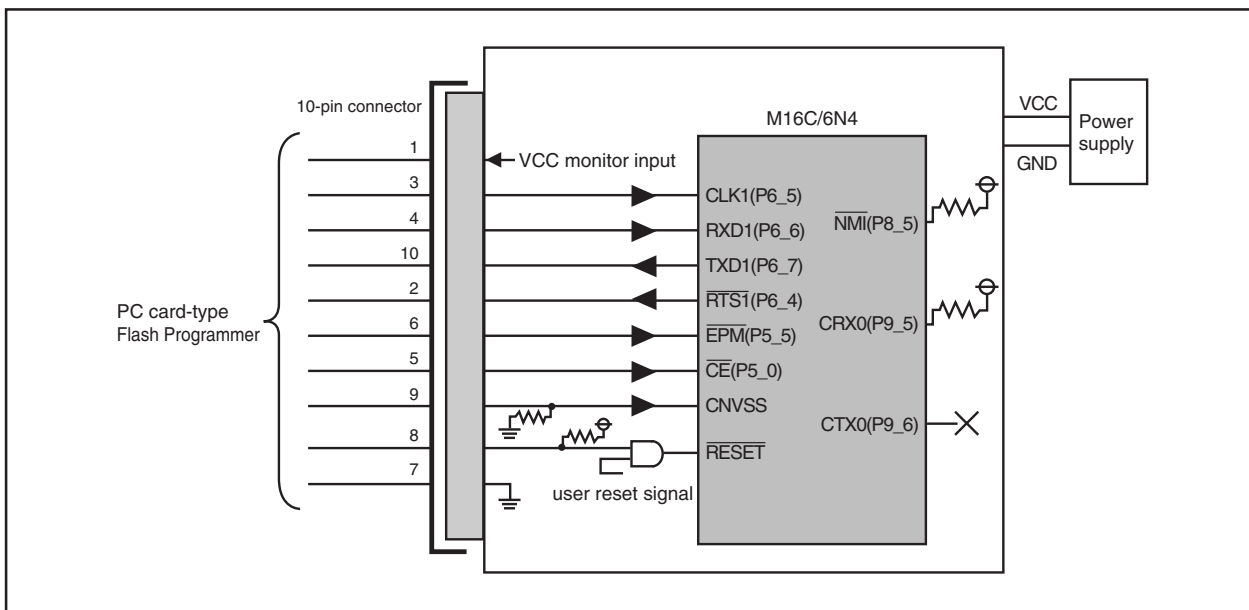 10-pin connector
PC card-type
Flash Programmer
1
3
4
10
2
6
5
9
8
7
VCC monitor input
M16C/6N4
CLK1(P6_5)
RXD1(P6_6)
TXD1(P6_7)
RTS1(P6_4)
EPM(P5_5)
CE(P5_0)
CNVSS
RESET
user reset signal
NMI(P8_5)
CRX0(P9_5)
CTX0(P9_6)
VCC
GND
Power
supply